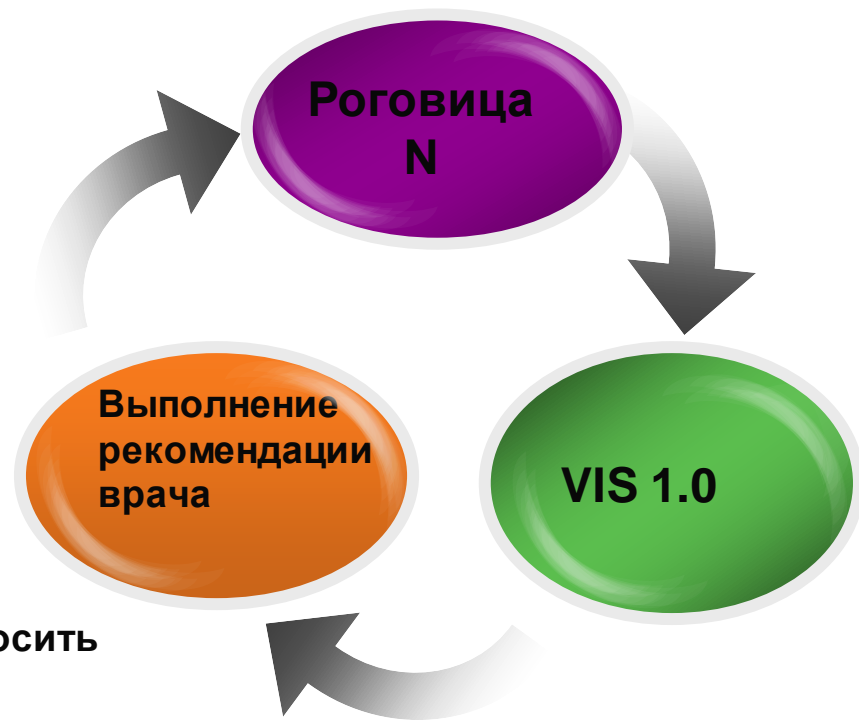 Роговица
N
Выполнение
рекомендации
врача
VIS 1.0
осить